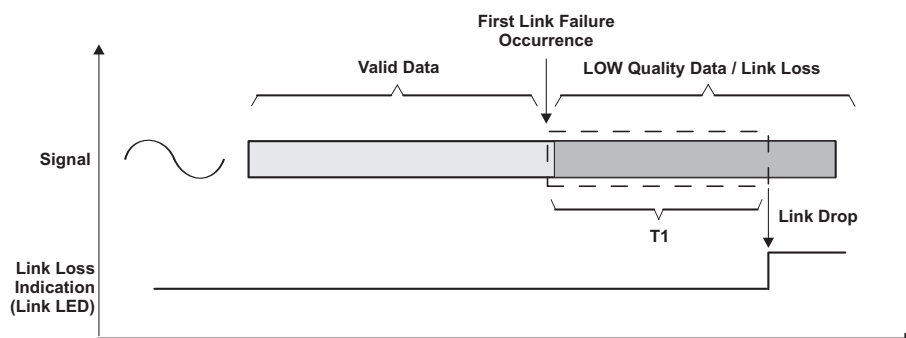 First Link Failure
Occurrence
Valid Data
LOW Quality Data / Link Loss
Signal
T1
Link Drop
Link Loss
Indication
(Link LED)